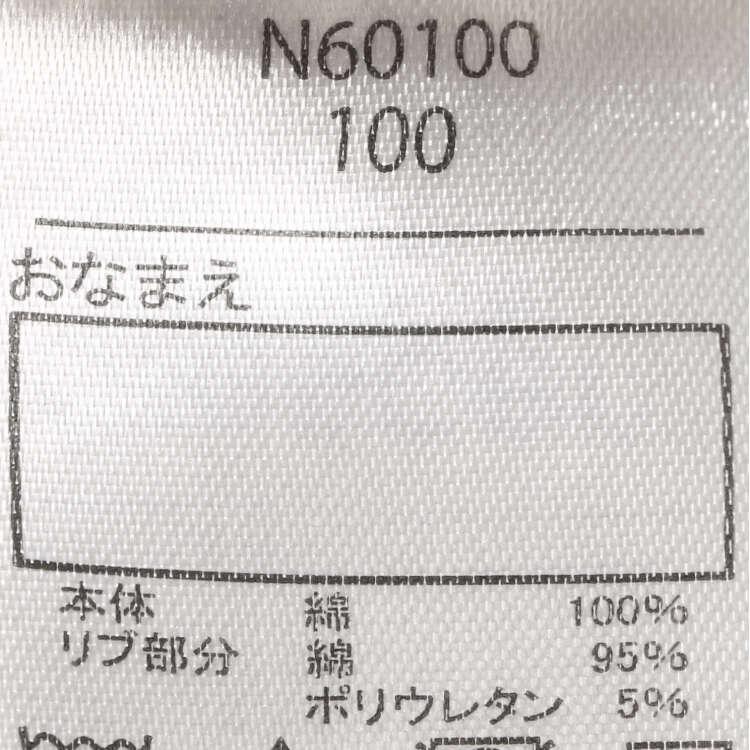 N60100
100
おなまえ
本体 綿 100%
リブ部分 綿 95%
ポリウレタン 5%